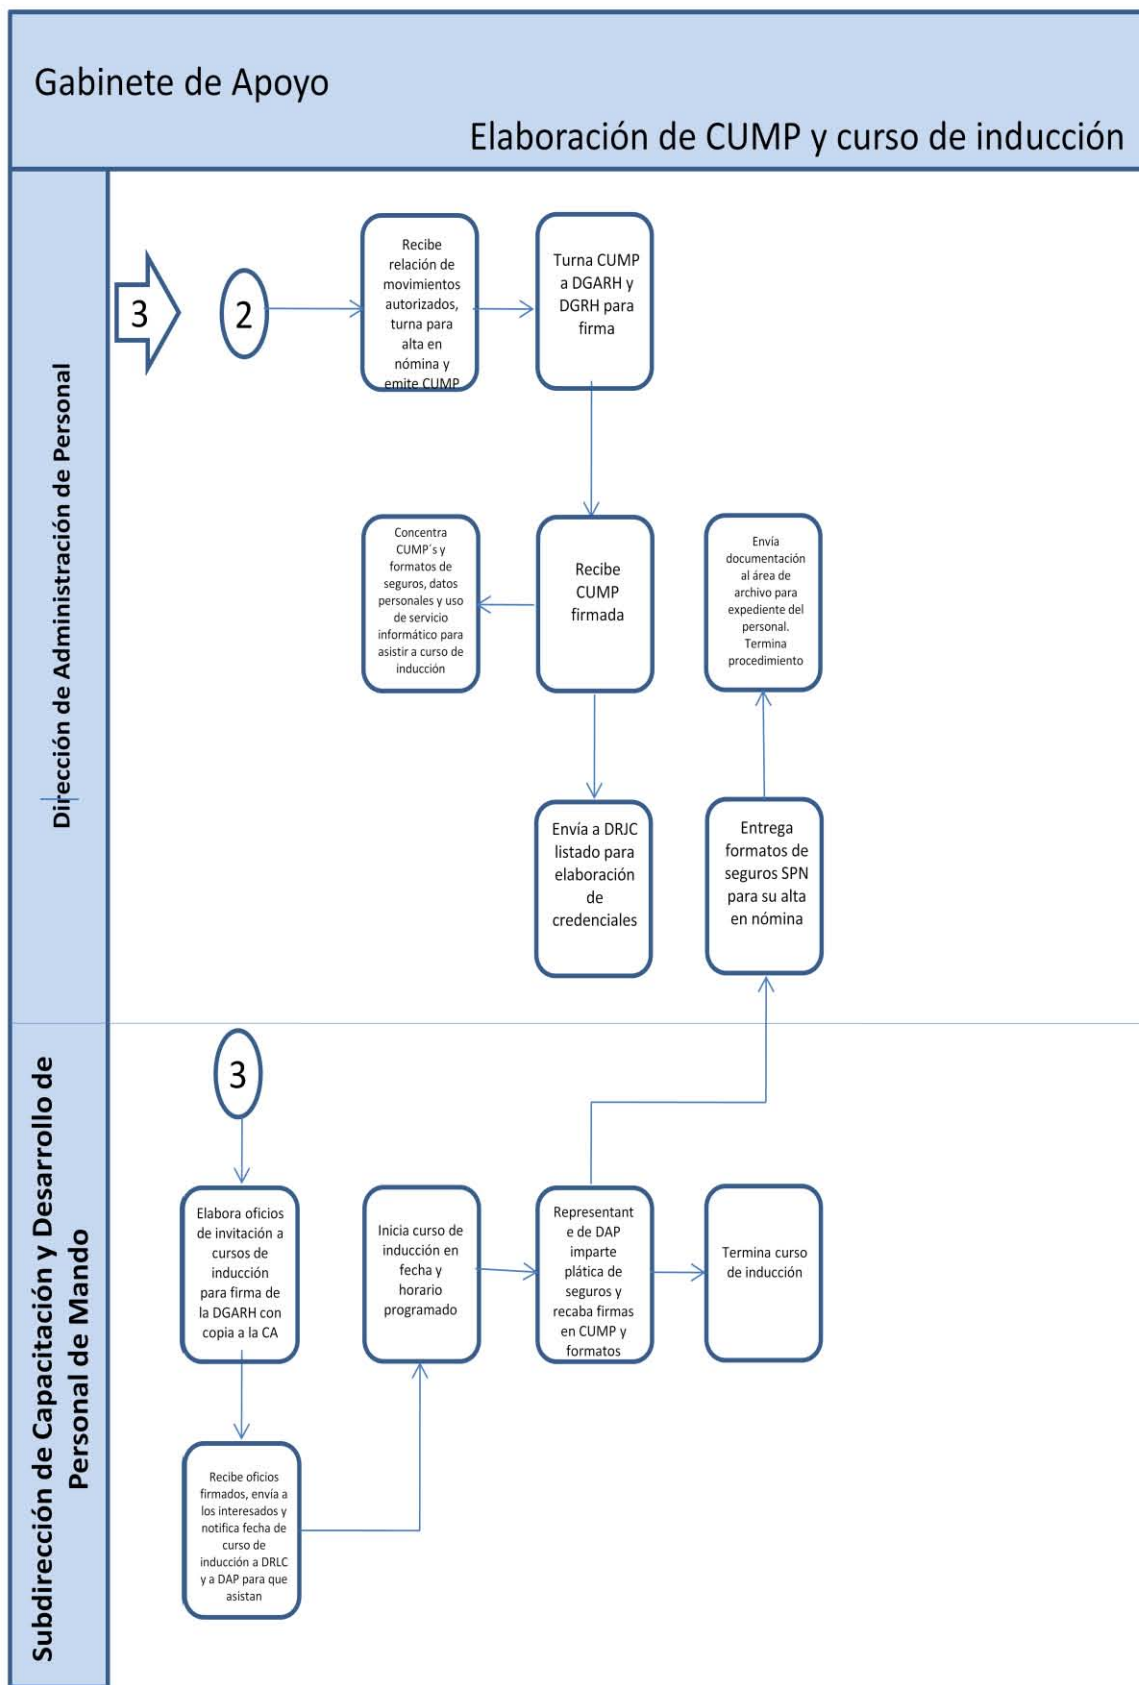 Gabinete de Apoyo
Elaboración de CUMP y curso de inducción
Dirección de Administración de Personal
3
2
Recibe
relación de
movimientos
autorizados,
turna para
alta en
nómina y
emite CUMP
Turna CUMP
a DGARH y
DGRH para
firma
Concentra
CUMP´s y
formatos de
seguros, datos
personales y uso
de servicio
informático para
asistir a curso de
inducción
Recibe
CUMP
firmada
Envía
documentación
al área de
archivo para
expediente del
personal.
Termina
procedimiento
Envía a DRJC
listado para
elaboración
de
credenciales
Entrega
formatos de
seguros SPN
para su alta
en nómina
Subdirección de Capacitación y Desarrollo de
Personal de Mando
3
Elabora oficios
de invitación a
cursos de
inducción
para firma de
la DGARH con
copia a la CA
Inicia curso de
inducción en
fecha y
horario
programado
Representant
e de DAP
imparte
plática de
seguros y
recaba firmas
en CUMP y
formatos
Termina curso
de inducción
Recibe oficios
firmados, envía a
los interesados y
notifica fecha de
curso de
inducción a DRLC
y a DAP para que
asistan